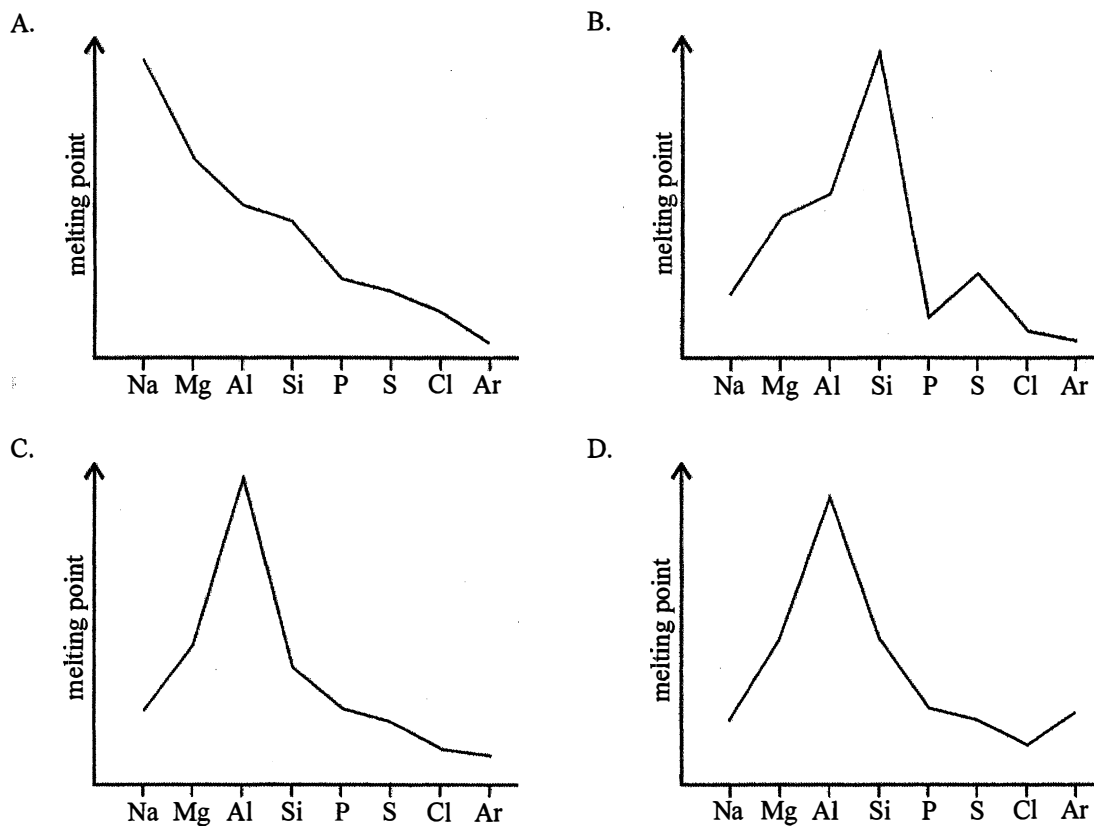 A.
melting point
Na Mg Al Si P S Cl Ar
B.
melting point
Na Mg Al Si P S Cl Ar
C.
melting point
Na Mg Al Si P S Cl Ar
D.
melting point
Na Mg Al Si P S Cl Ar